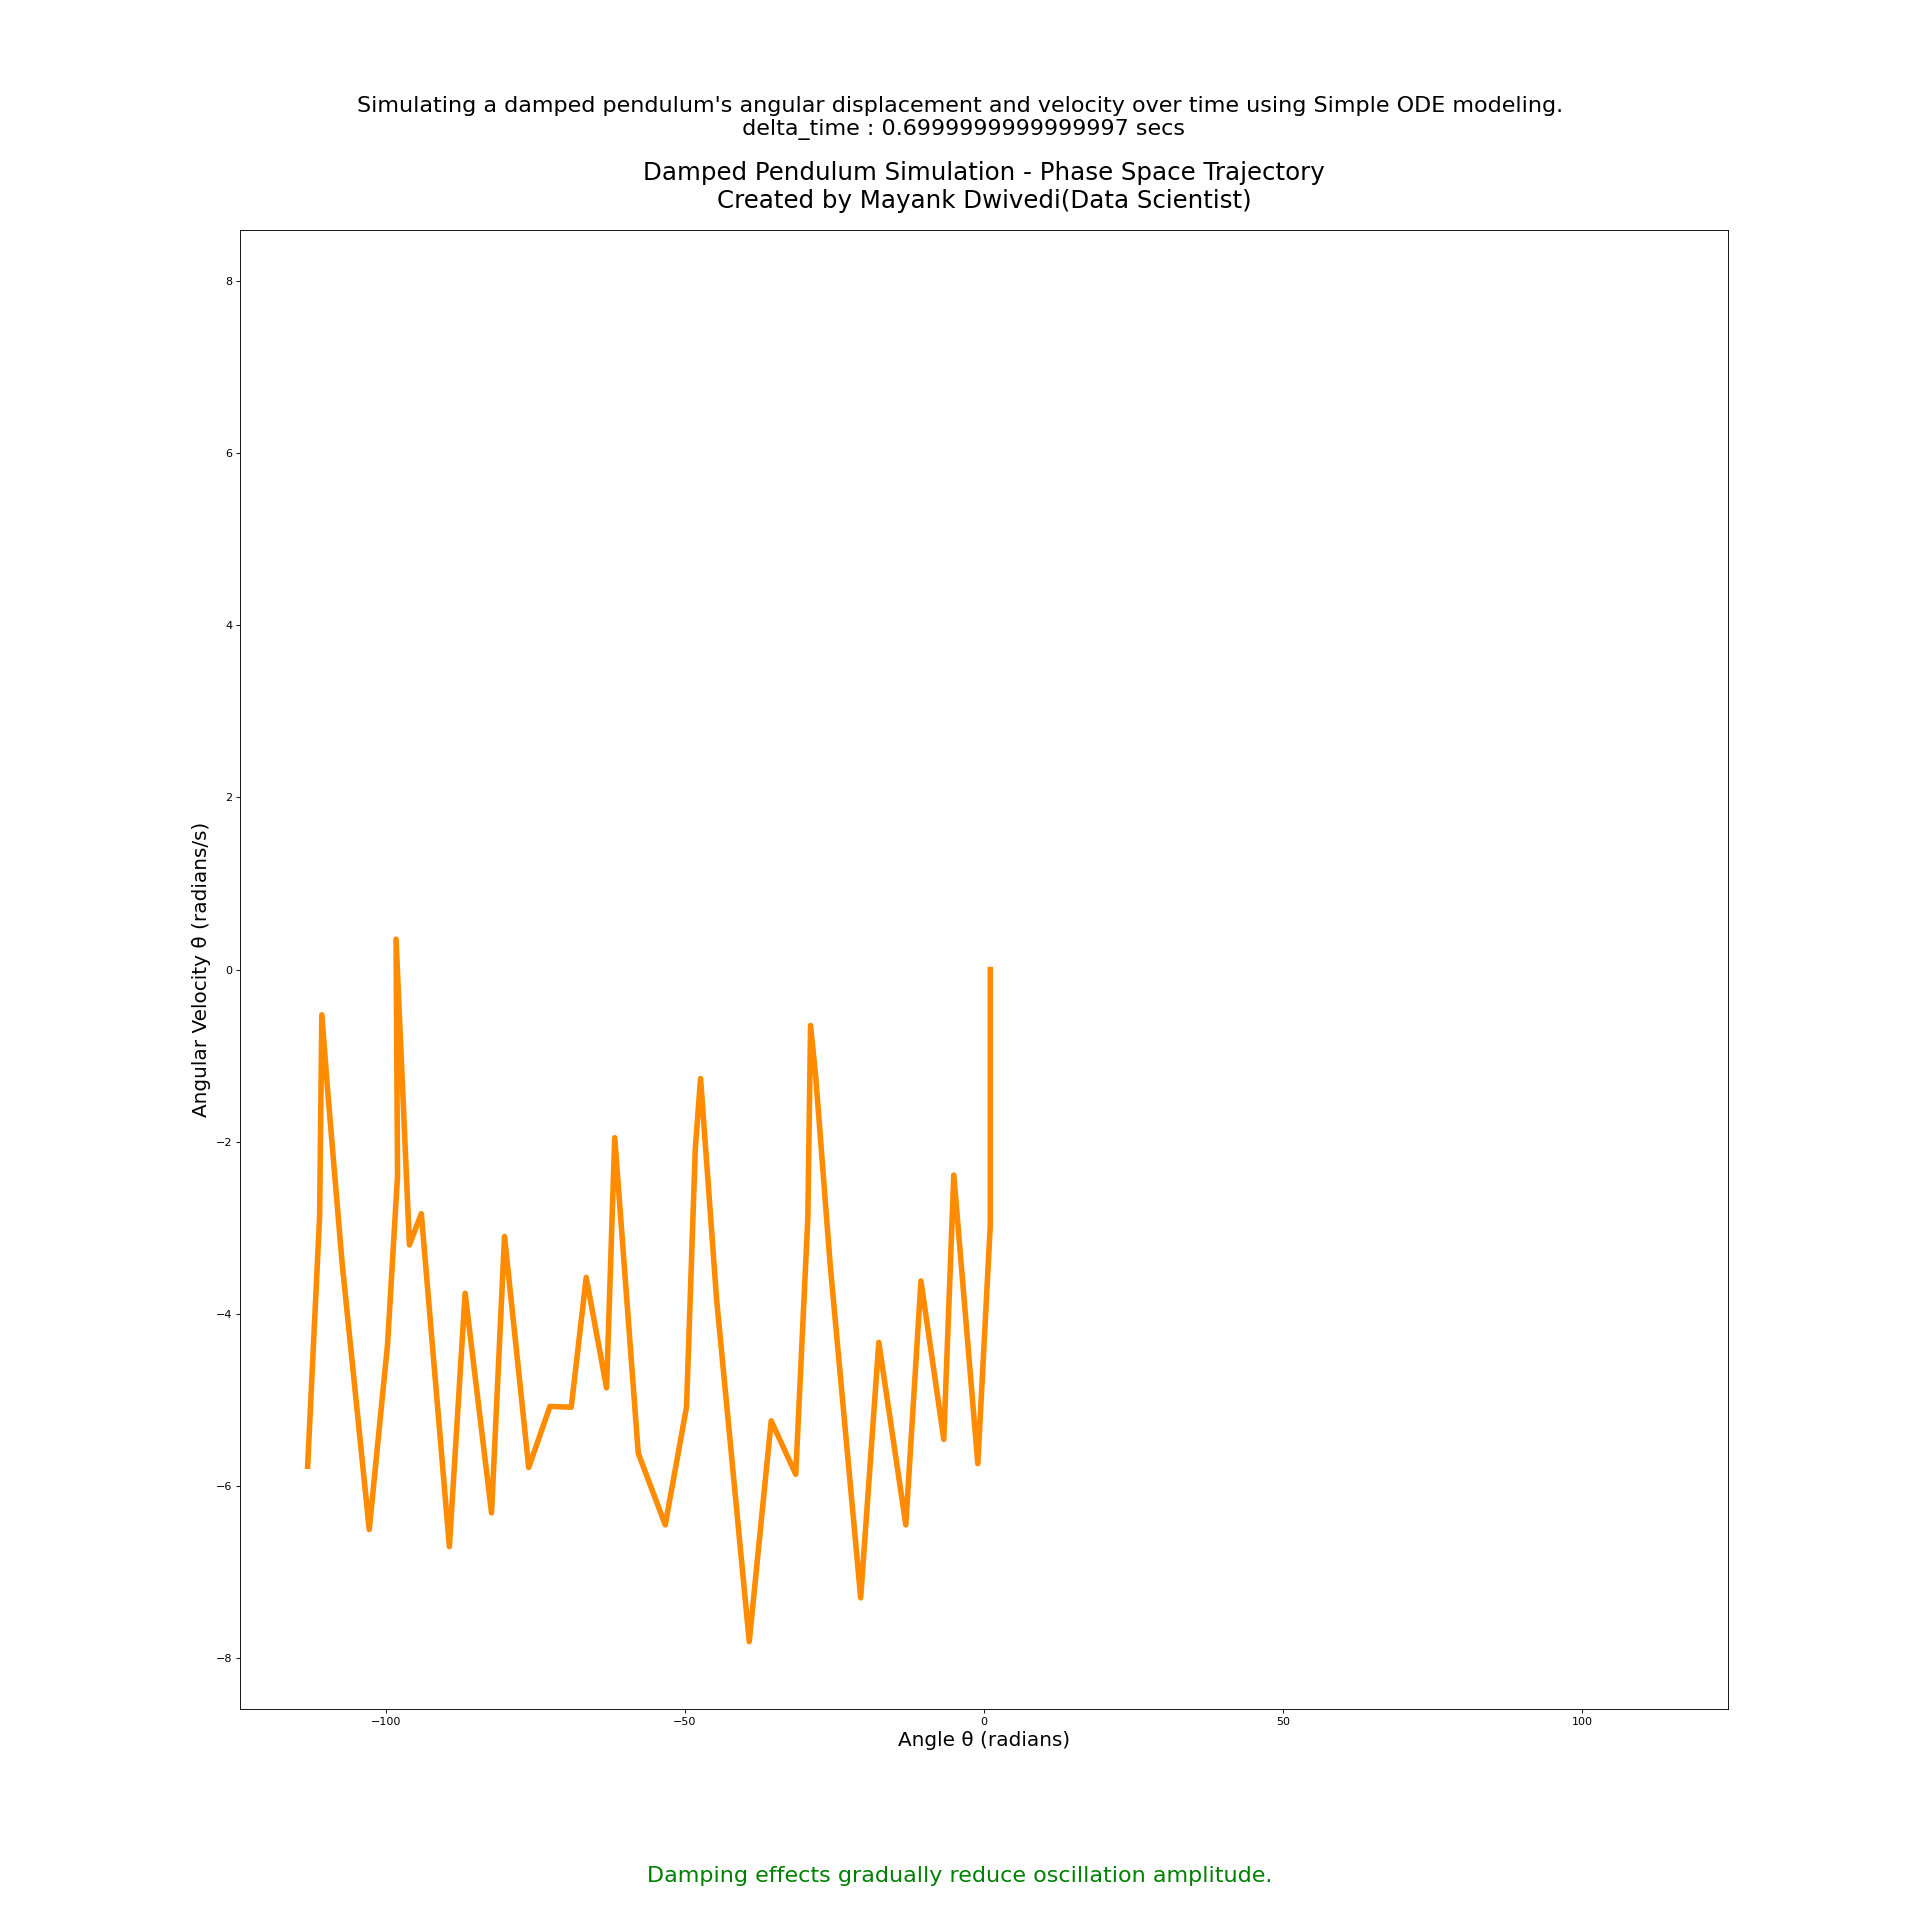 Simulating a damped pendulum's angular displacement and velocity over time using Simple ODE modeling.
delta_time : 0.6999999999999997 secs
Damped Pendulum Simulation - Phase Space Trajectory
Created by Mayank Dwivedi(Data Scientist)
8
6
4
2
0
−2
−4
−6
−8
Angular Velocity θ̇ (radians/s)
−100
−50
0
50
100
Angle θ (radians)
Damping effects gradually reduce oscillation amplitude.